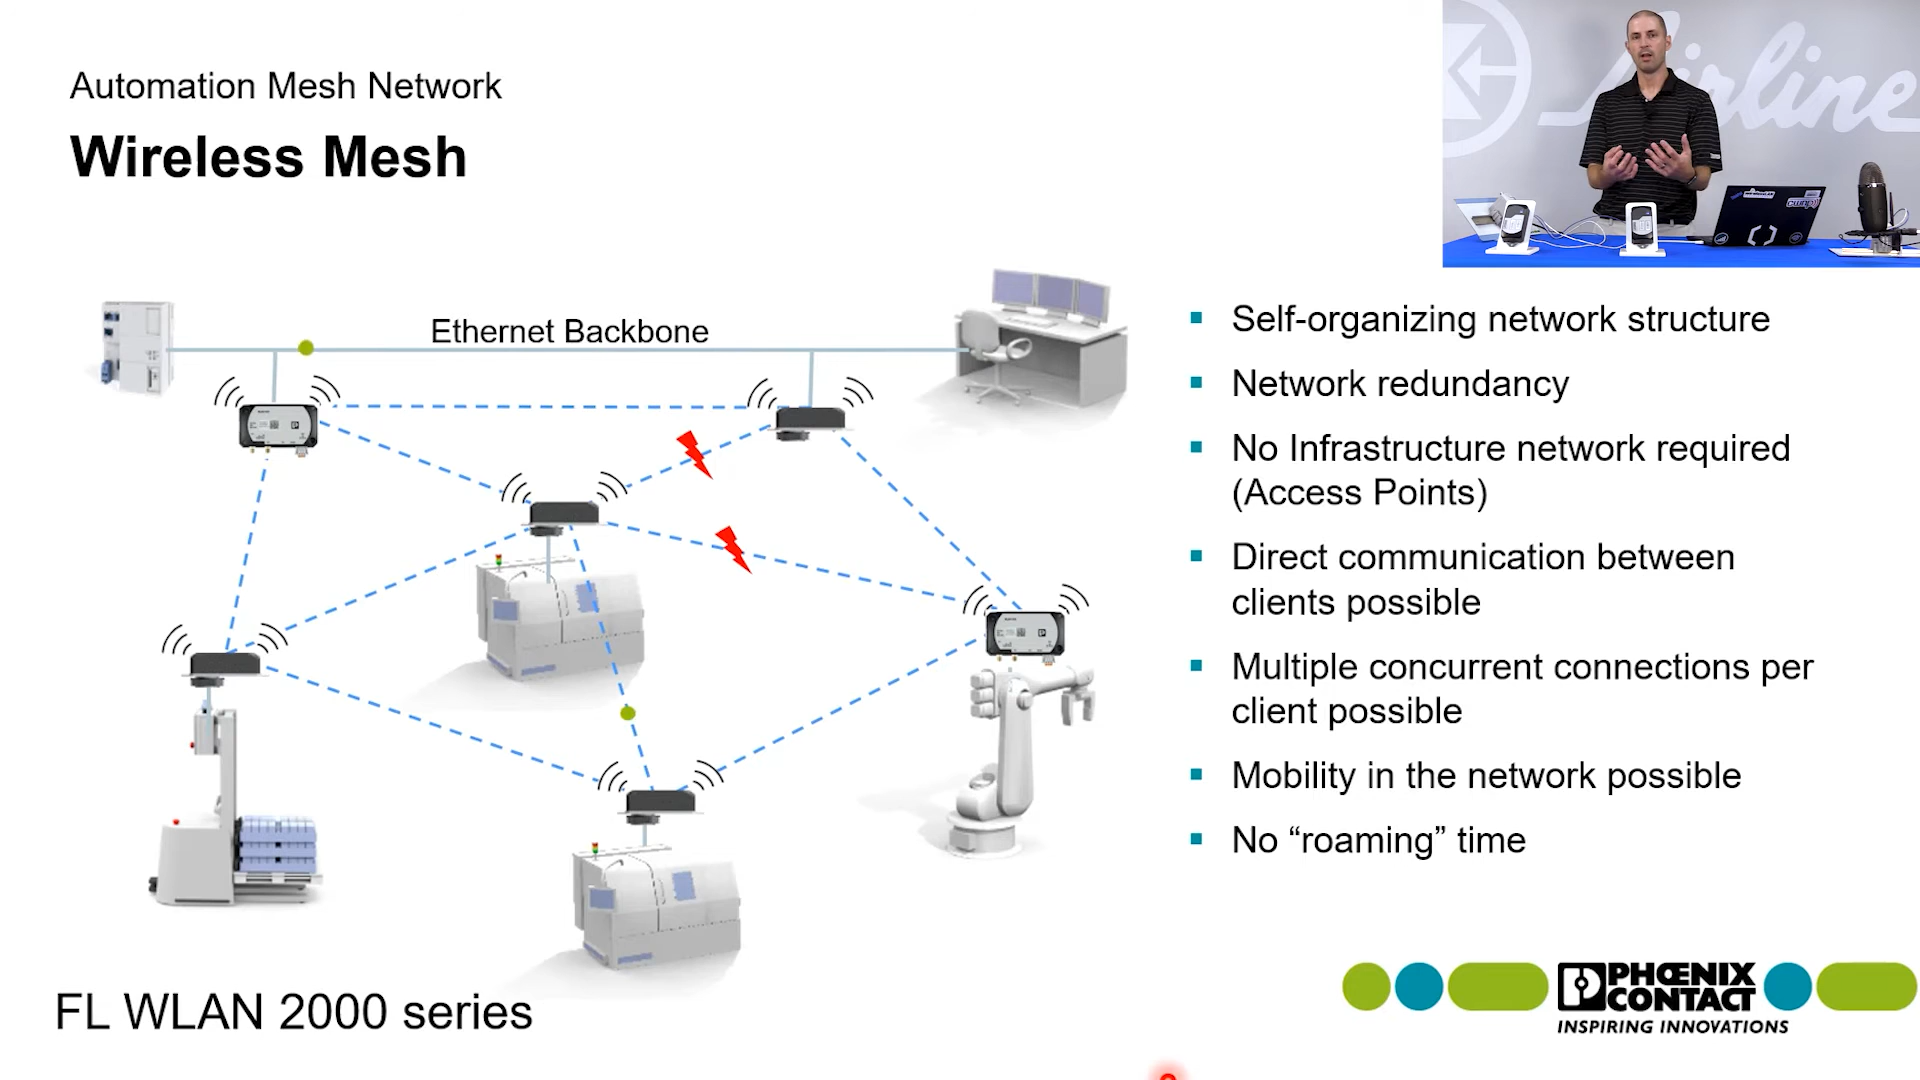 Automation Mesh Network
Wireless Mesh
Airline
Ethernet Backbone
Self-organizing network structure
Network redundancy
No Infrastructure network required
(Access Points)
Direct communication between
clients possible
Multiple concurrent connections per
client possible
Mobility in the network possible
No “roaming” time
FL WLAN 2000 series
PHŒNIX
CONTACT
INSPIRING INNOVATIONS